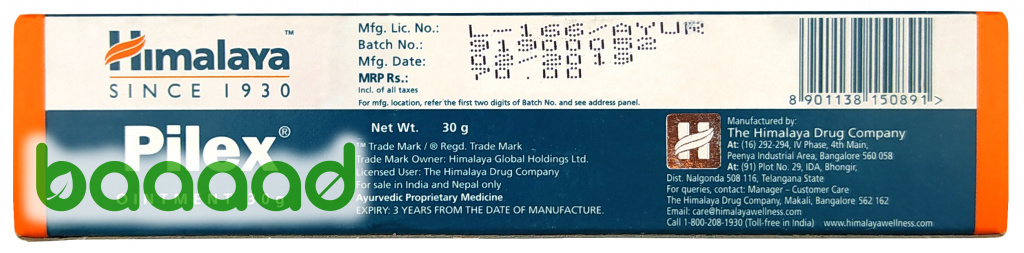 Himalaya™
SINCE 1930
Mfg. Lic. No.: L-166/AYUR
Batch No.:
Mfg. Date:
MRP Rs.: 70.00
Incl. of all taxes
For mfg. location, refer the first two digits of Batch No. and see address panel.
8 901138 150891 >
Pilex®
OINTMENT 30g
baaaad
Net Wt. 30 g
™ Trade Mark / ® Regd. Trade Mark
Trade Mark Owner: Himalaya Global Holdings Ltd.
Licensed User: The Himalaya Drug Company
For sale in India and Nepal only
Ayurvedic Proprietary Medicine
EXPIRY: 3 YEARS FROM THE DATE OF MANUFACTURE.
Manufactured by:
The Himalaya Drug Company
At: (16) 292-294, IV Phase, 4th Main,
Peenya Industrial Area, Bangalore 560 058
At: (91) Plot No. 29, IDA, Bhongir,
Dist. Nalgonda 508 116, Telangana State
For queries, contact: Manager – Customer Care
The Himalaya Drug Company, Makali, Bangalore 562 162
Email: care@himalayawellness.com
Call 1-800-208-1930 (Toll-free in India) www.himalayawellness.com